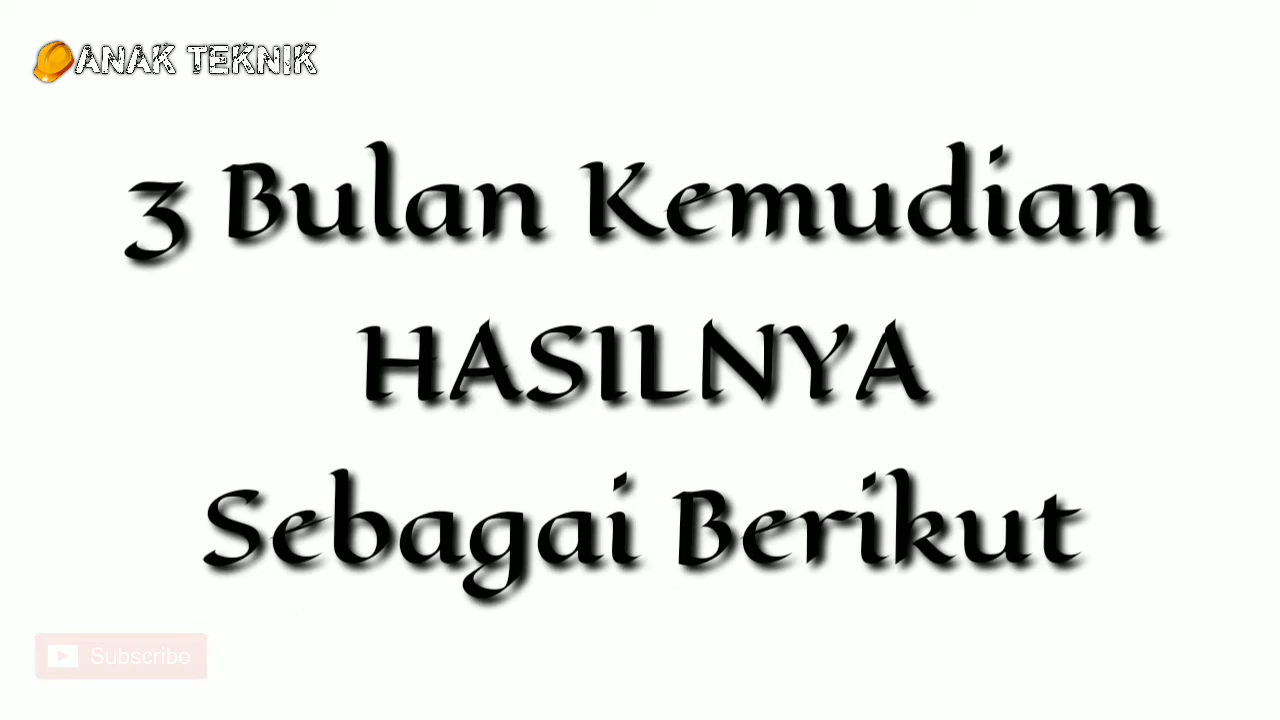 ANAK TEKNIK
3 Bulan Kemudian
HASILNYA
Sebagai Berikut
Subscribe